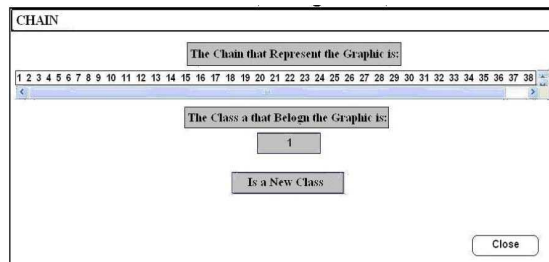 CHAIN
The Chain that Represent the Graphic is:
1 2 3 4 5 6 7 8 9 10 11 12 13 14 15 16 17 18 19 20 21 22 23 24 25 26 27 28 29 30 31 32 33 34 35 36 37 38
The Class a that Belogn the Graphic is:
1
Is a New Class
Close